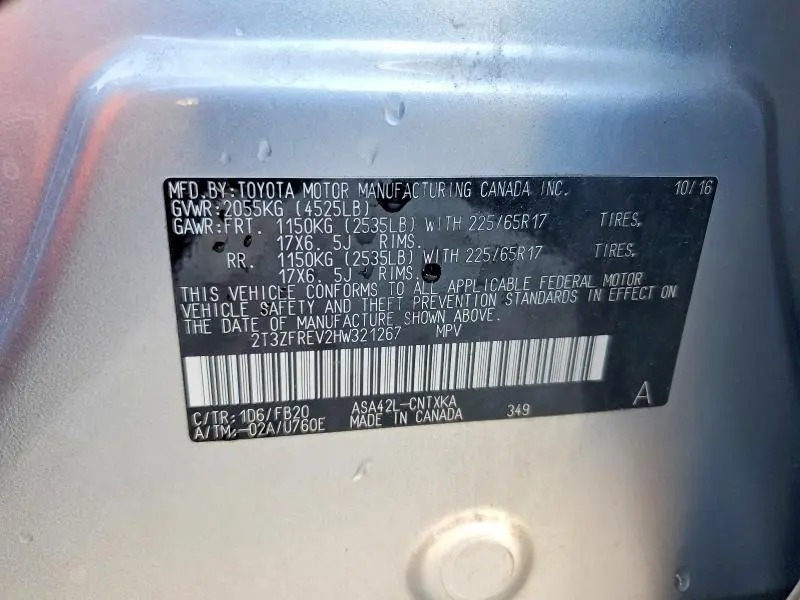 MFD. BY: TOYOTA MOTOR MANUFACTURING CANADA INC. 10/16
GVWR: 2055KG (4525LB)
GAWR: FRT. 1150KG (2535LB) WITH 225/65R17 TIRES,
17X6. 5J RIMS.
RR. 1150KG (2535LB) WITH 225/65R17 TIRES,
17X6. 5J RIMS.
THIS VEHICLE CONFORMS TO ALL APPLICABLE FEDERAL MOTOR
VEHICLE SAFETY AND THEFT PREVENTION STANDARDS IN EFFECT ON
THE DATE OF MANUFACTURE SHOWN ABOVE.
2T3ZFREV2HW321267 MPV
C/TR: 1D6/FB20 ASA42L-CNTXKA 349 A
A/TM: -02A/U760E MADE IN CANADA